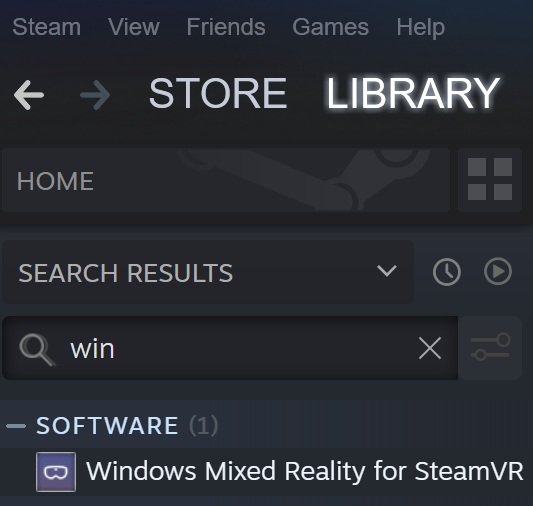 Steam View Friends Games Help
STORE LIBRARY
HOME
SEARCH RESULTS
win
SOFTWARE (1)
Windows Mixed Reality for SteamVR